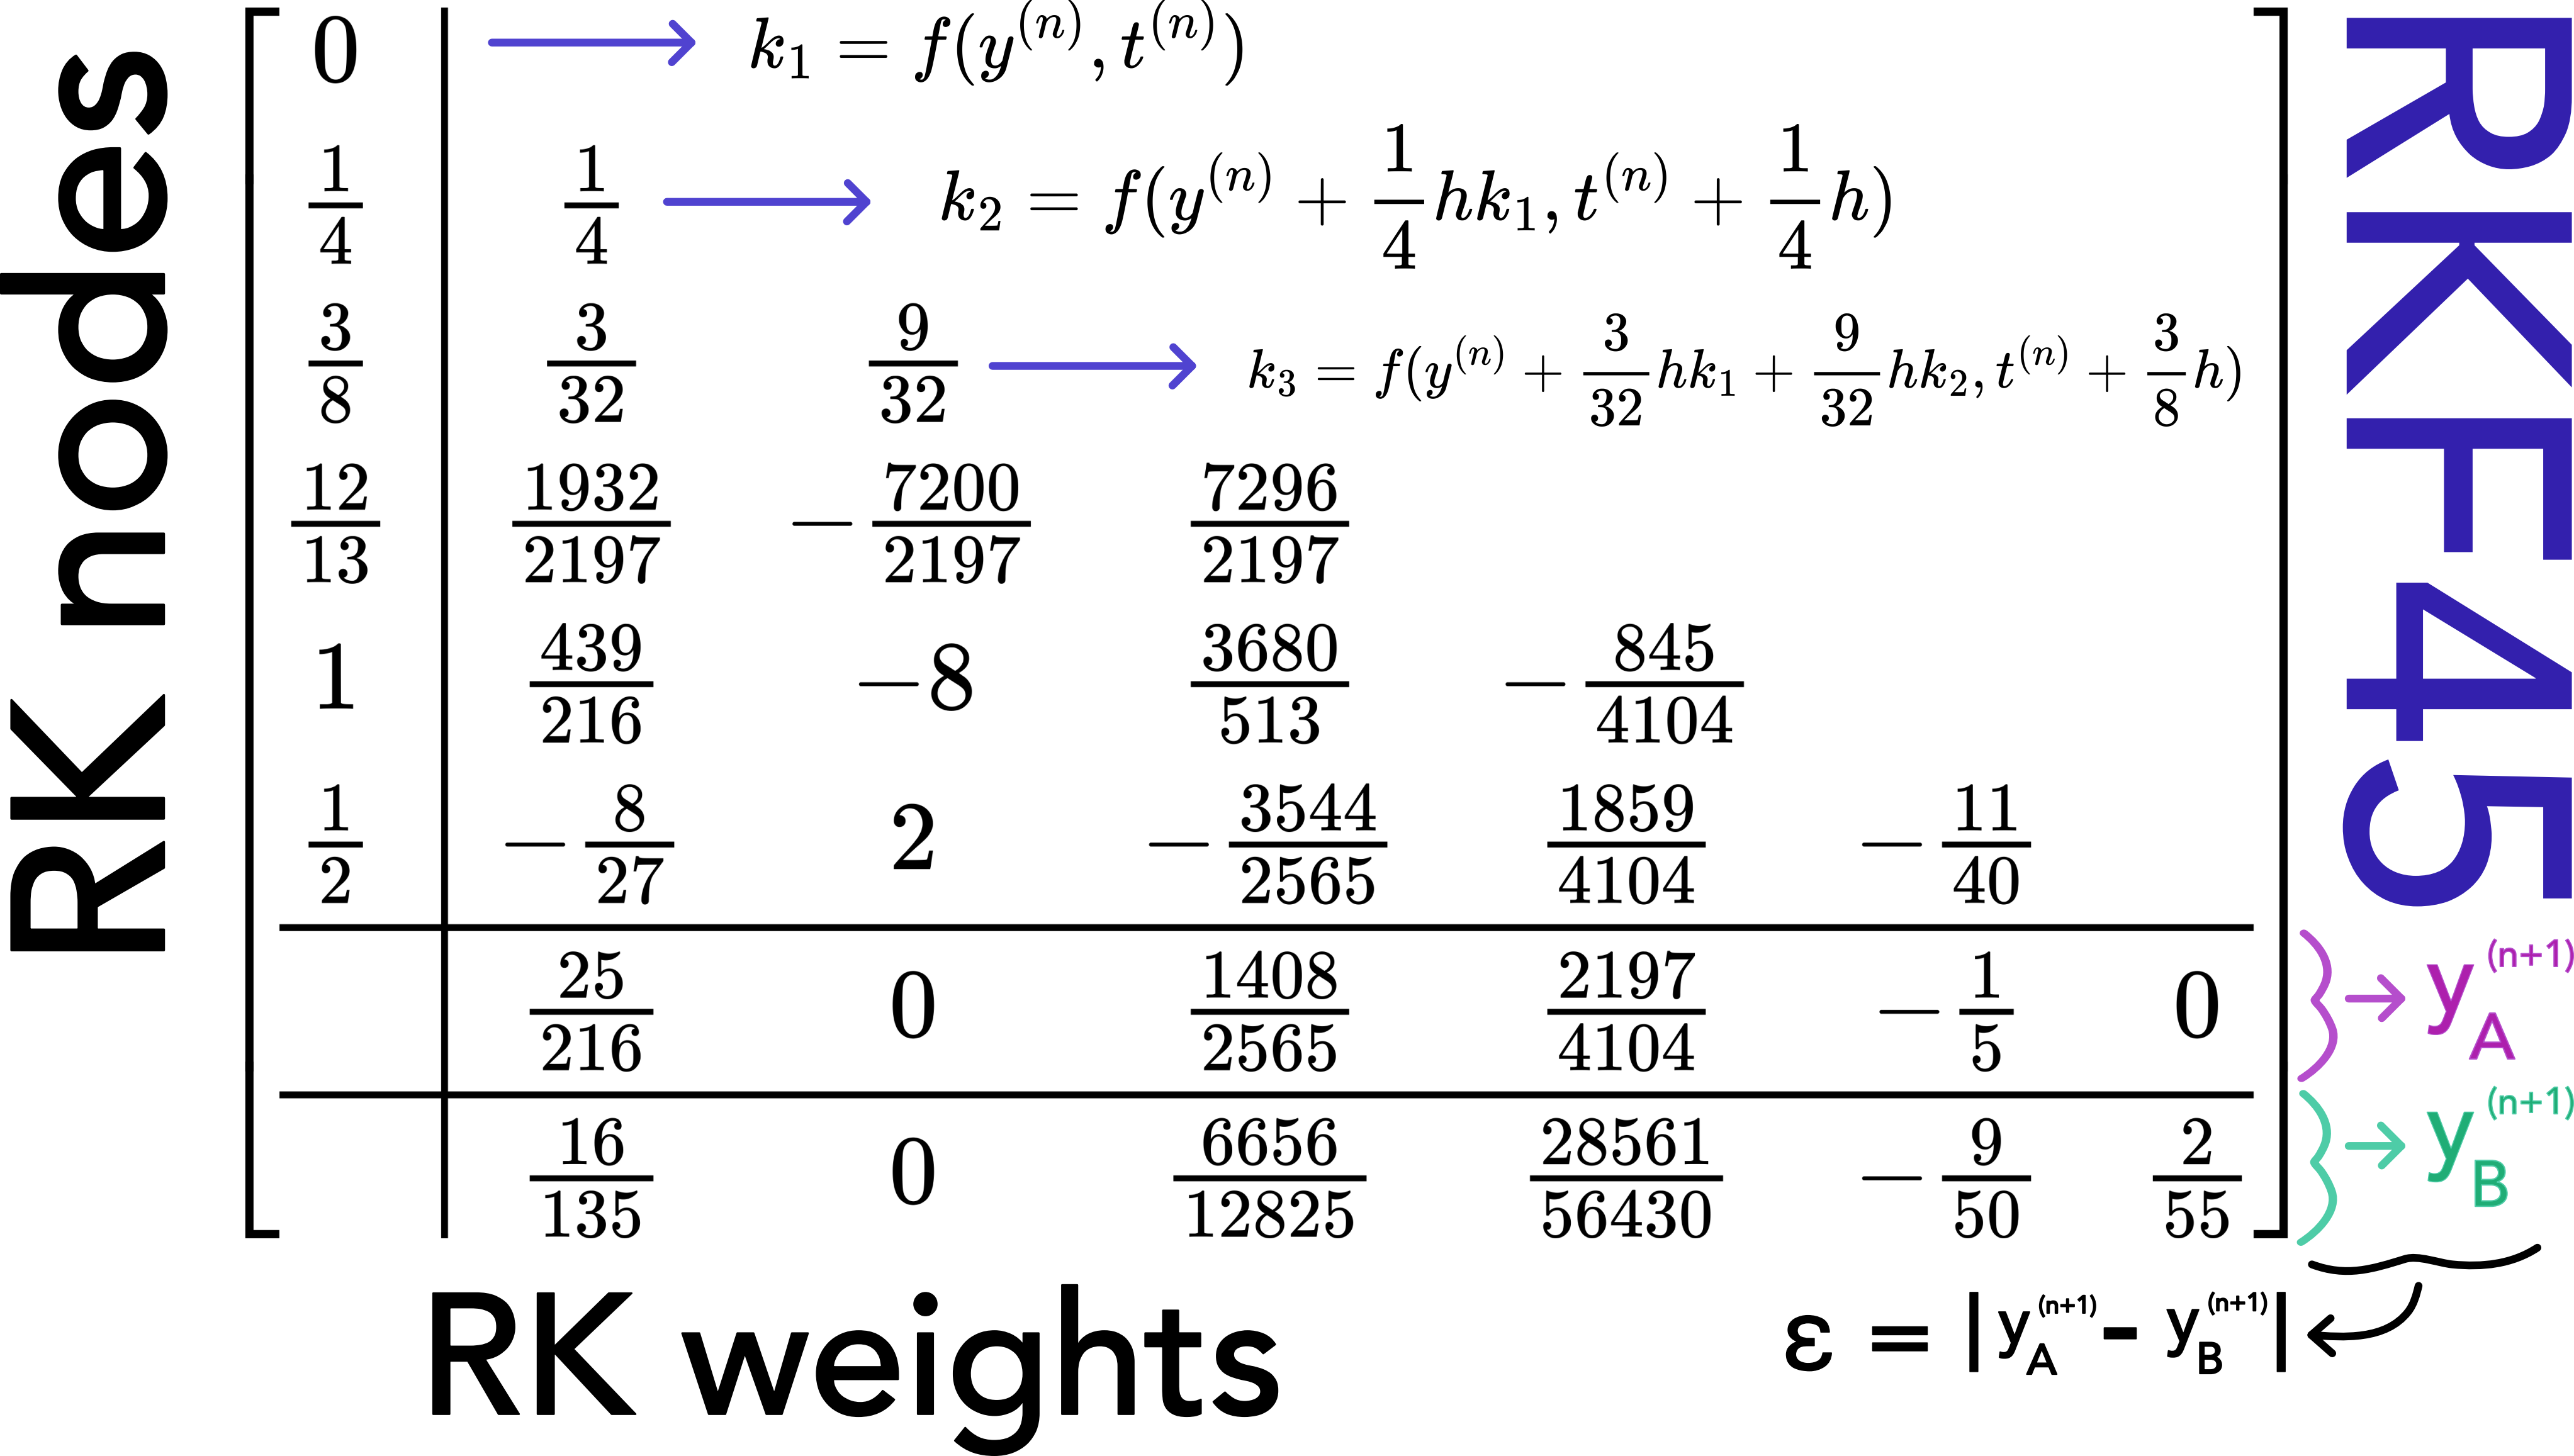 RK nodes
0 → k₁ = f(y⁽ⁿ⁾, t⁽ⁿ⁾)
1/4 1/4 → k₂ = f(y⁽ⁿ⁾ + 1/4 hk₁, t⁽ⁿ⁾ + 1/4 h)
3/8 3/32 9/32 → k₃ = f(y⁽ⁿ⁾ + 3/32 hk₁ + 9/32 hk₂, t⁽ⁿ⁾ + 3/8 h)
12/13 1932/2197 −7200/2197 7296/2197
1 439/216 −8 3680/513 −845/4104
1/2 −8/27 2 −3544/2565 1859/4104 −11/40
25/216 0 1408/2565 2197/4104 −1/5 0 → y_A^(n+1)
16/135 0 6656/12825 28561/56430 −9/50 2/55 → y_B^(n+1)
RKF45
RK weights
ε = |y_A^(n+1) - y_B^(n+1)|